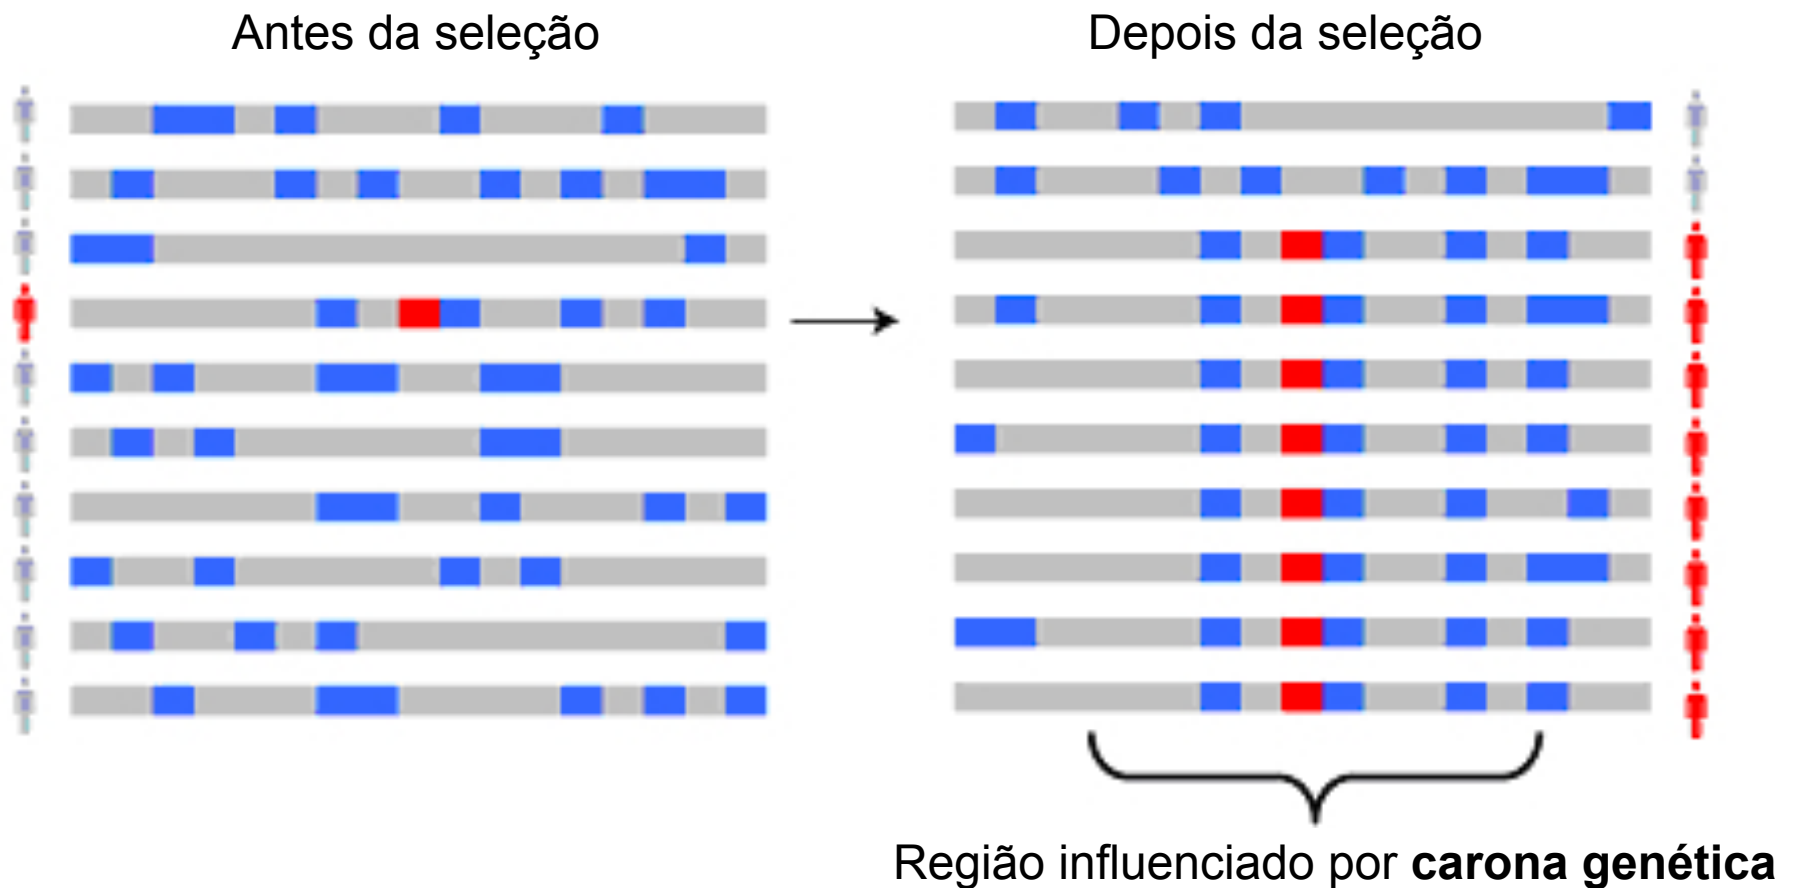 Antes da seleção
Depois da seleção
Região influenciado por carona genética